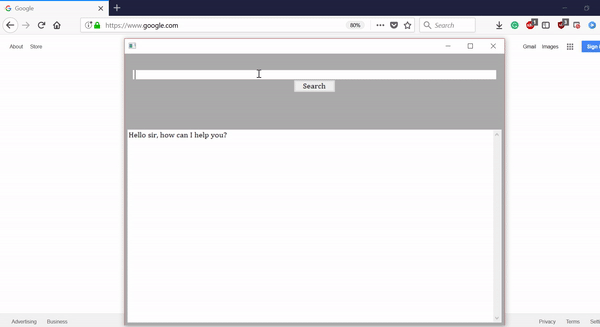 Google
https://www.google.com
80%
Search
About Store
Gmail Images
Sign
Search
Hello sir, how can I help you?
Advertising Business
Privacy Terms Setti